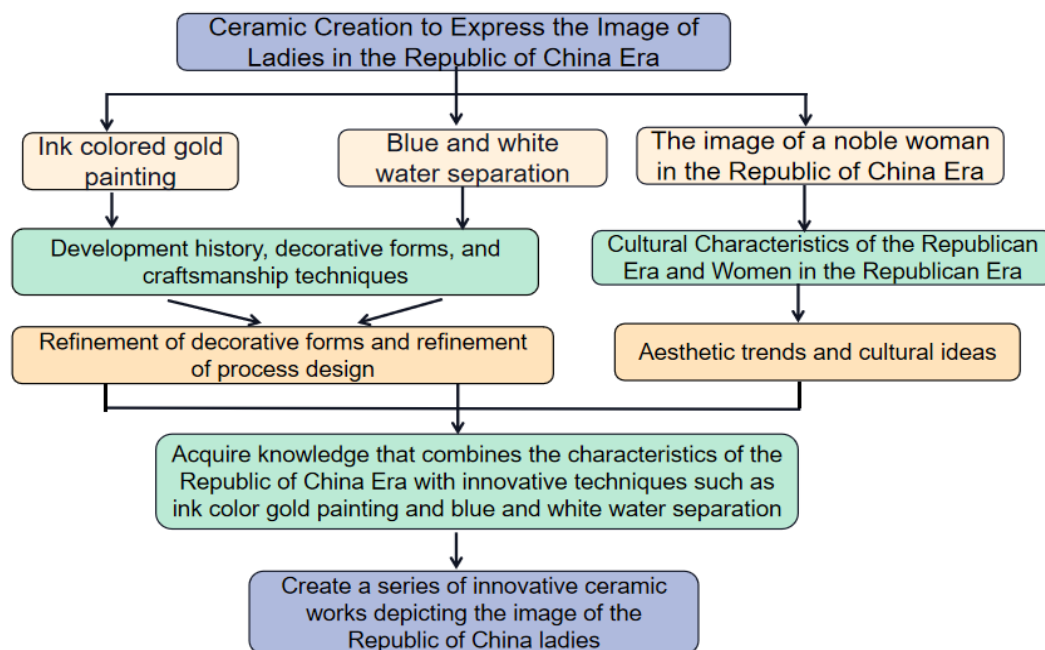 Ceramic Creation to Express the Image of
Ladies in the Republic of China Era
Ink colored gold
painting
Blue and white
water separation
The image of a noble woman
in the Republic of China Era
Development history, decorative forms, and
craftsmanship techniques
Cultural Characteristics of the Republican
Era and Women in the Republican Era
Refinement of decorative forms and refinement
of process design
Aesthetic trends and cultural ideas
Acquire knowledge that combines the characteristics of the
Republic of China Era with innovative techniques such as
ink color gold painting and blue and white water separation
Create a series of innovative ceramic
works depicting the image of the
Republic of China ladies